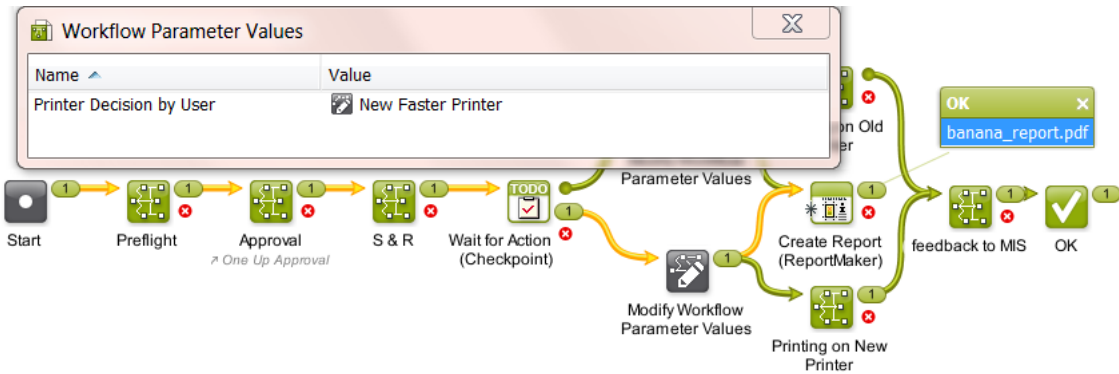 Workflow Parameter Values
Name
Value
Printer Decision by User
New Faster Printer
on Old
er
OK
banana_report.pdf
Parameter Values
1
1
1
1
TODO
1
1
1
1
1
1
Start
Preflight
Approval
↗ One Up Approval
S & R
Wait for Action
(Checkpoint)
Modify Workflow
Parameter Values
Create Report
(ReportMaker)
Printing on New
Printer
feedback to MIS
OK